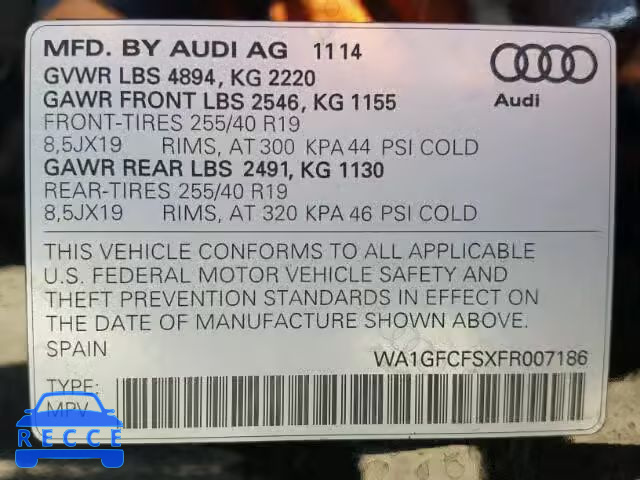 MFD. BY AUDI AG 1114
GVWR LBS 4894, KG 2220
GAWR FRONT LBS 2546, KG 1155
FRONT-TIRES 255/40 R19
8,5JX19 RIMS, AT 300 KPA 44 PSI COLD
GAWR REAR LBS 2491, KG 1130
REAR-TIRES 255/40 R19
8,5JX19 RIMS, AT 320 KPA 46 PSI COLD
Audi
THIS VEHICLE CONFORMS TO ALL APPLICABLE
U.S. FEDERAL MOTOR VEHICLE SAFETY AND
THEFT PREVENTION STANDARDS IN EFFECT ON
THE DATE OF MANUFACTURE SHOWN ABOVE.
SPAIN WA1GFCFSXFR007186
TYPE:
MPV